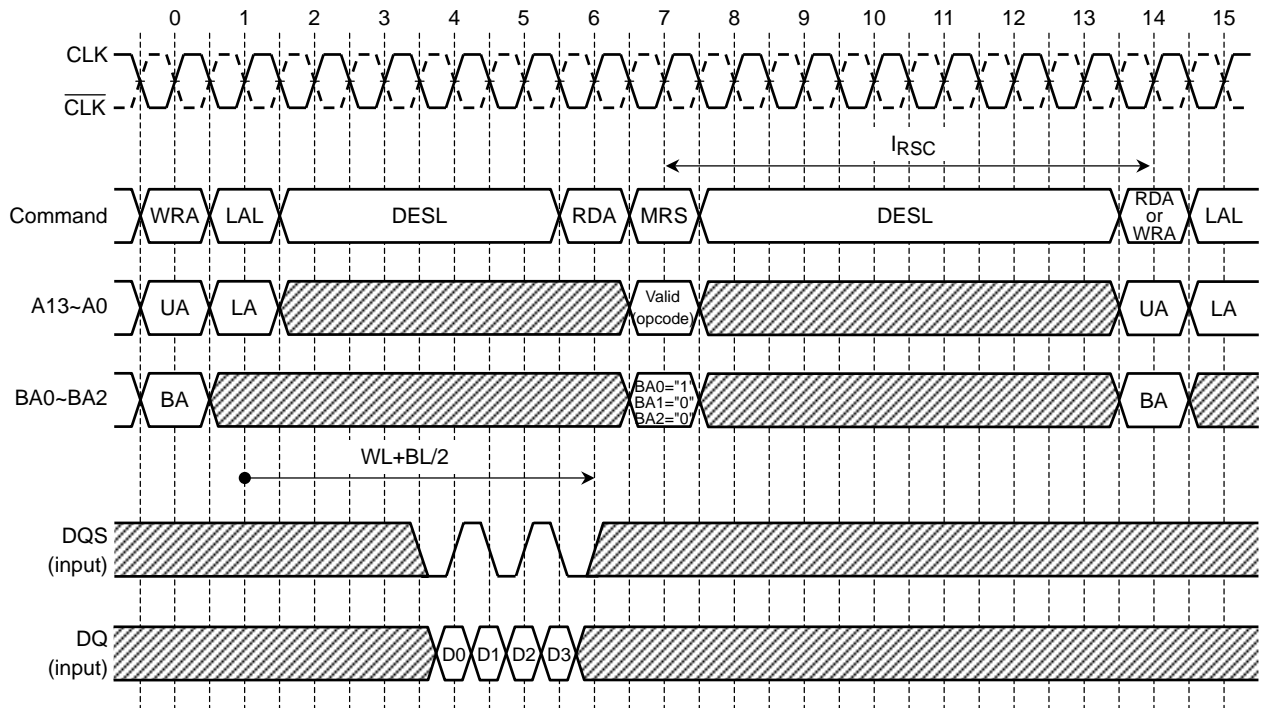 0 1 2 3 4 5 6 7 8 9 10 11 12 13 14 15
CLK
CLK
IRSC
Command WRA LAL DESL RDA MRS DESL RDA or WRA LAL
A13~A0 UA LA Valid (opcode) UA LA
BA0~BA2 BA BA0="1" BA1="0" BA2="0" BA
WL+BL/2
DQS
(input)
DQ D0 D1 D2 D3
(input)